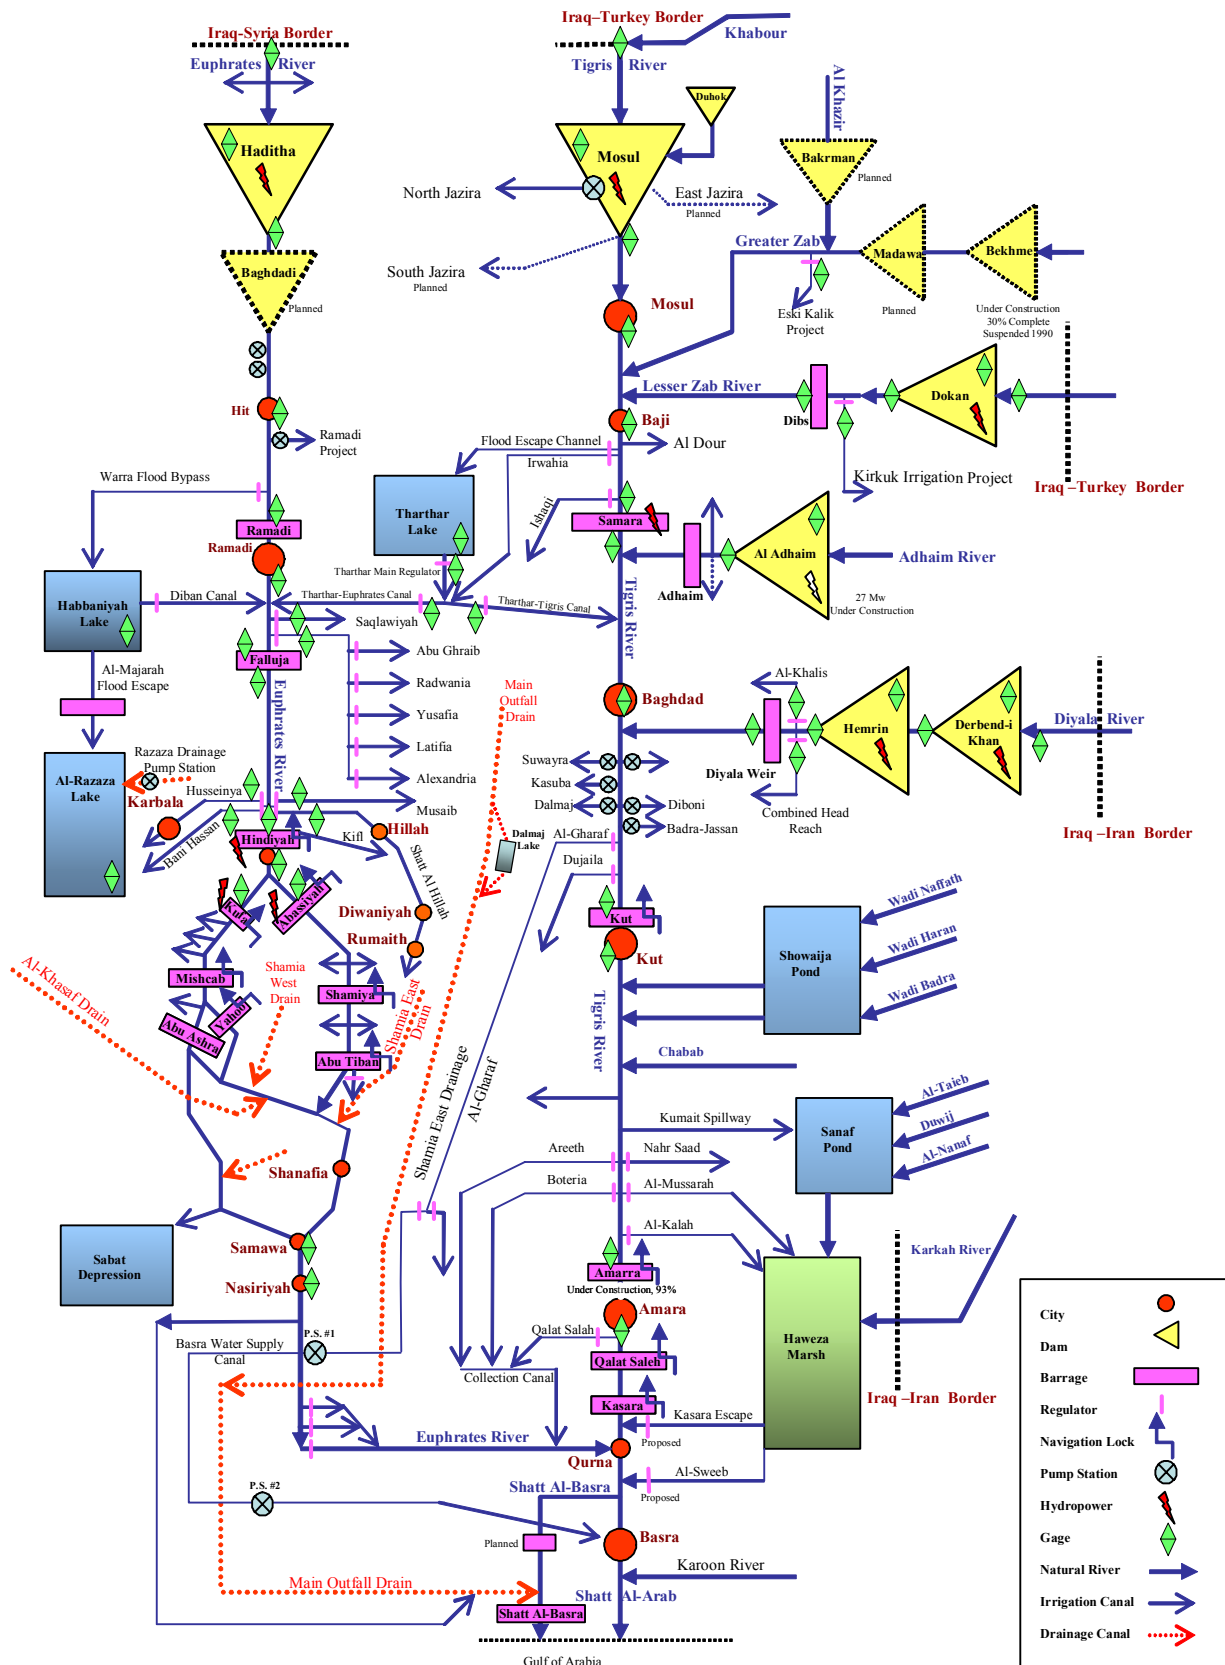 Iraq-Syria Border
Iraq–Turkey Border
Khabour
Euphrates River
Tigris River
Al Khazir
Duhok
Haditha
Mosul
Bakrman
Planned
North Jazira
East Jazira
Planned
Greater Zab
Madawa
Bekhme
Baghdadi
Planned
South Jazira
Planned
Mosul
Eski Kalik
Project
Planned
Under Construction
30% Complete
Suspended 1990
Lesser Zab River
Dokan
Dibs
Hit
Baji
Ramadi
Project
Flood Escape Channel
Irwahia
Al Dour
Warra Flood Bypass
Kirkuk Irrigation Project
Iraq –Turkey Border
Tharthar
Lake
Ishaqi
Samara
Ramadi
Ramadi
Al Adhaim
Adhaim River
Tharthar Main Regulator
Adhaim
27 Mw
Under Construction
Habbaniyah
Lake
Diban Canal
Tharthar-Euphrates Canal
Tharthar-Tigris Canal
Tigris River
Saqlawiyah
Abu Ghraib
Falluja
Al-Majarah
Flood Escape
Euphrates River
Radwania
Main
Outfall
Drain
Baghdad
Al-Khalis
Yusafia
Hemrin
Derbend-i
Khan
Diyala River
Latifia
Diyala Weir
Razaza Drainage
Pump Station
Alexandria
Suwayra
Al-Razaza
Lake
Kasuba
Husseinya
Musaib
Karbala
Dalmaj
Diboni
Combined Head
Reach
Badra-Jassan
Iraq –Iran Border
Bani Hassan
Hindiyah
Kifl
Hillah
Dalmaj
Lake
Al-Gharaf
Dujaila
Shatt Al Hillah
Kufa
Abassiyah
Diwaniyah
Kut
Wadi Naffath
Rumaith
Kut
Showaija
Pond
Wadi Haran
Al-Khasaf Drain
Shamia
West
Drain
Mishcab
Shamiya
Shamia East
Drain
Wadi Badra
Yahob
Abu Ashra
Tigris River
Abu Tiban
Chabab
Shamia East Drainage
Al-Gharaf
Al-Taieb
Kumait Spillway
Sanaf
Pond
Duwij
Al-Nanaf
Areeth
Nahr Saad
Shanafia
Boteria
Al-Mussarah
Al-Kalah
Samawa
Karkah River
Sabat
Depression
Amarra
Under Construction, 93%
Nasiriyah
Amara
P.S. #1
Qalat Salah
Basra Water Supply
Canal
Haweza
Marsh
Qalat Saleh
Collection Canal
Kasara
Iraq –Iran Border
Kasara Escape
Euphrates River
Proposed
Qurna
Al-Sweeb
P.S. #2
Shatt Al-Basra
Proposed
Planned
Basra
Karoon River
Main Outfall Drain
Shatt Al-Arab
Shatt Al-Basra
Gulf of Arabia
City
Dam
Barrage
Regulator
Navigation Lock
Pump Station
Hydropower
Gage
Natural River
Irrigation Canal
Drainage Canal